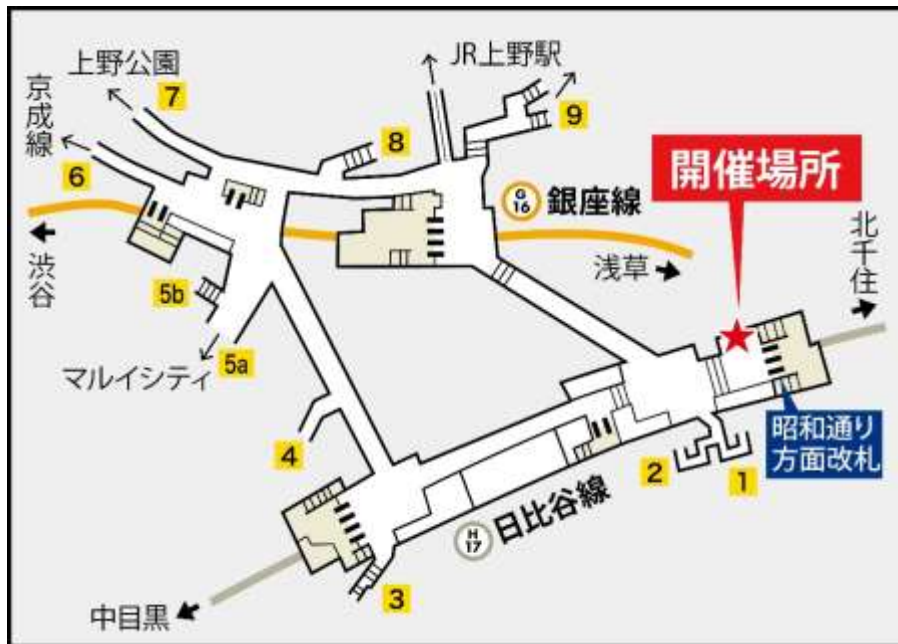 上野公園
JR上野駅
京成線
7
8
9
6
開催場所
G
16
銀座線
渋谷
浅草
北千住
5b
5a
マルイシティ
4
2
1
昭和通り
方面改札
H
17
日比谷線
3
中目黒